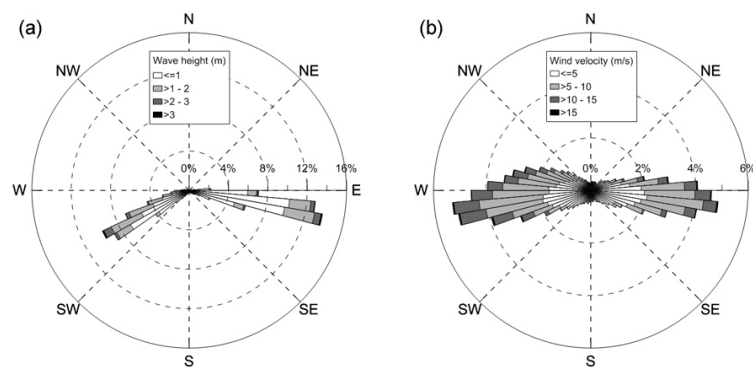 (a)
N
NW
NE
Wave height (m)
<=1
>1 - 2
>2 - 3
>3
0%
4%
8%
12%
16%
W
E
SW
SE
S
(b)
N
NW
NE
Wind velocity (m/s)
<=5
>5 - 10
>10 - 15
>15
0%
2%
4%
6%
W
E
SW
SE
S